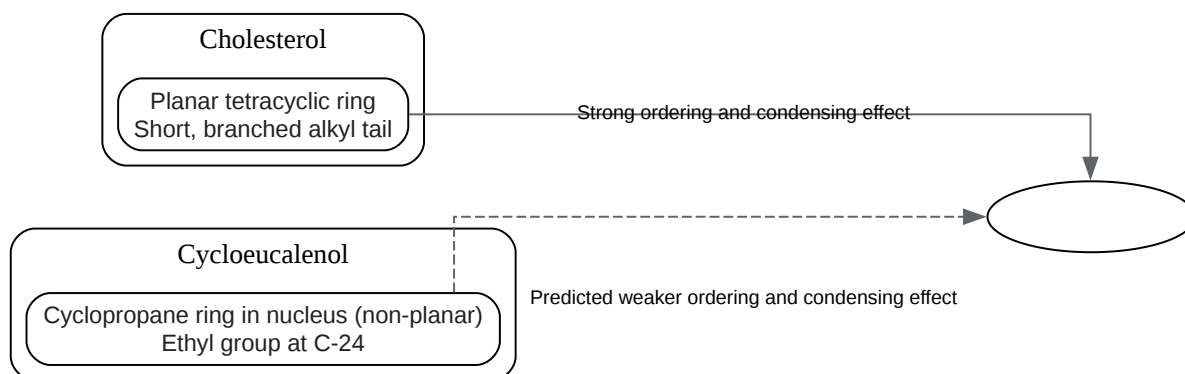 Cholesterol
Planar tetracyclic ring
Short, branched alkyl tail
Strong ordering and condensing effect
Cycloeucalenol
Cyclopropane ring in nucleus (non-planar)
Ethyl group at C-24
Predicted weaker ordering and condensing effect